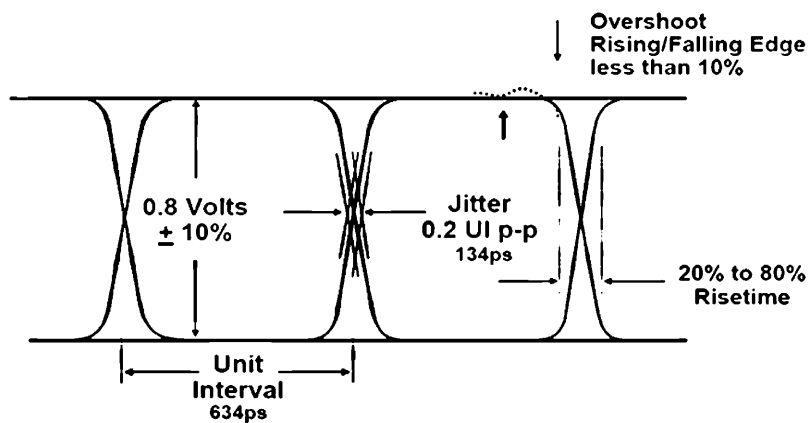 Overshoot
Rising/Falling Edge
less than 10%
0.8 Volts
± 10%
Jitter
0.2 UI p-p
134ps
20% to 80%
Risetime
Unit
Interval
634ps